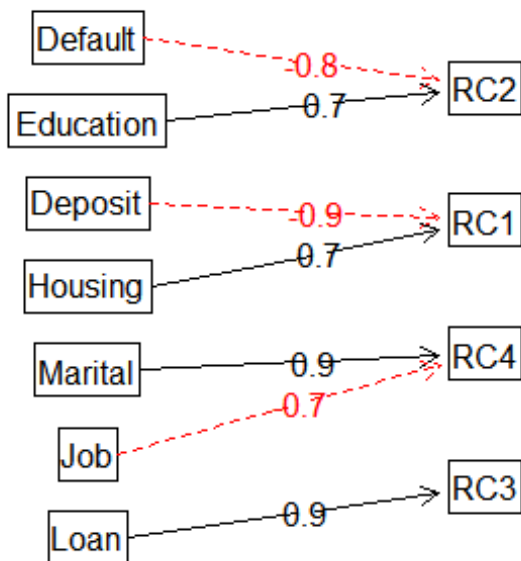 Default
-0.8
RC2
Education
0.7
Deposit
-0.9
RC1
Housing
0.7
Marital
0.9
RC4
Job
-0.7
Loan
0.9
RC3